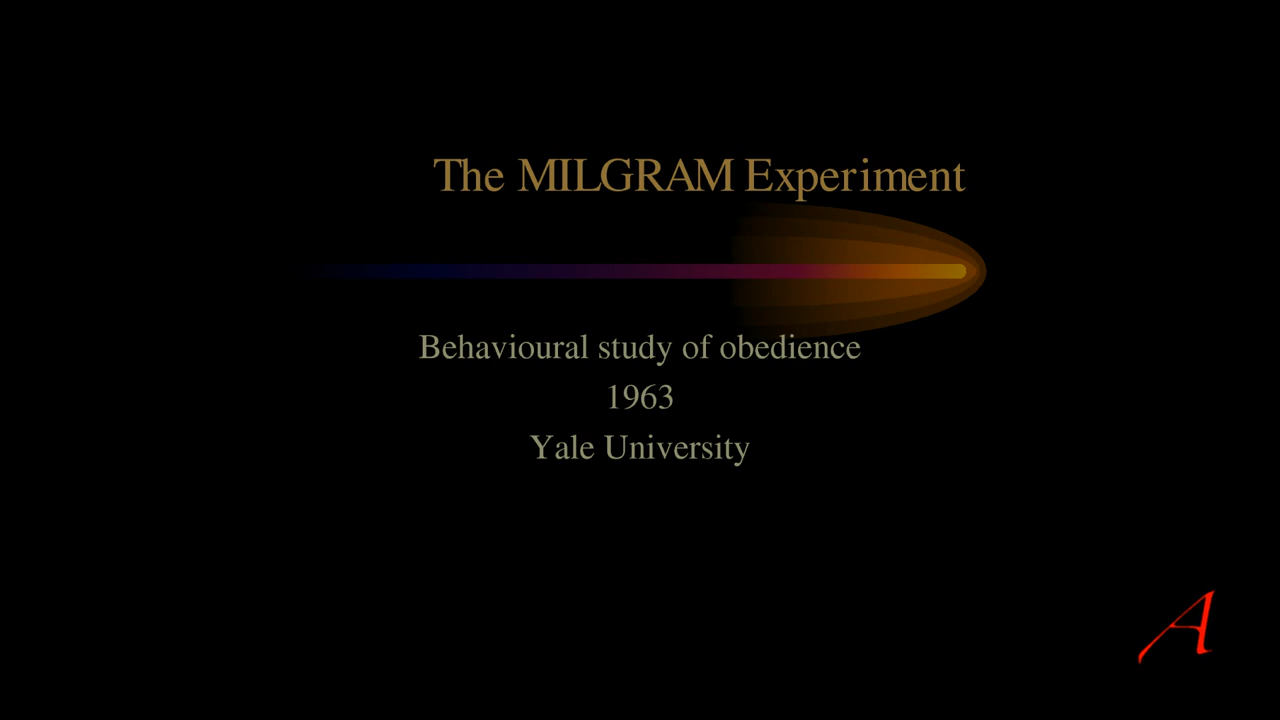 The MILGRAM Experiment
Behavioural study of obedience
1963
Yale University
A